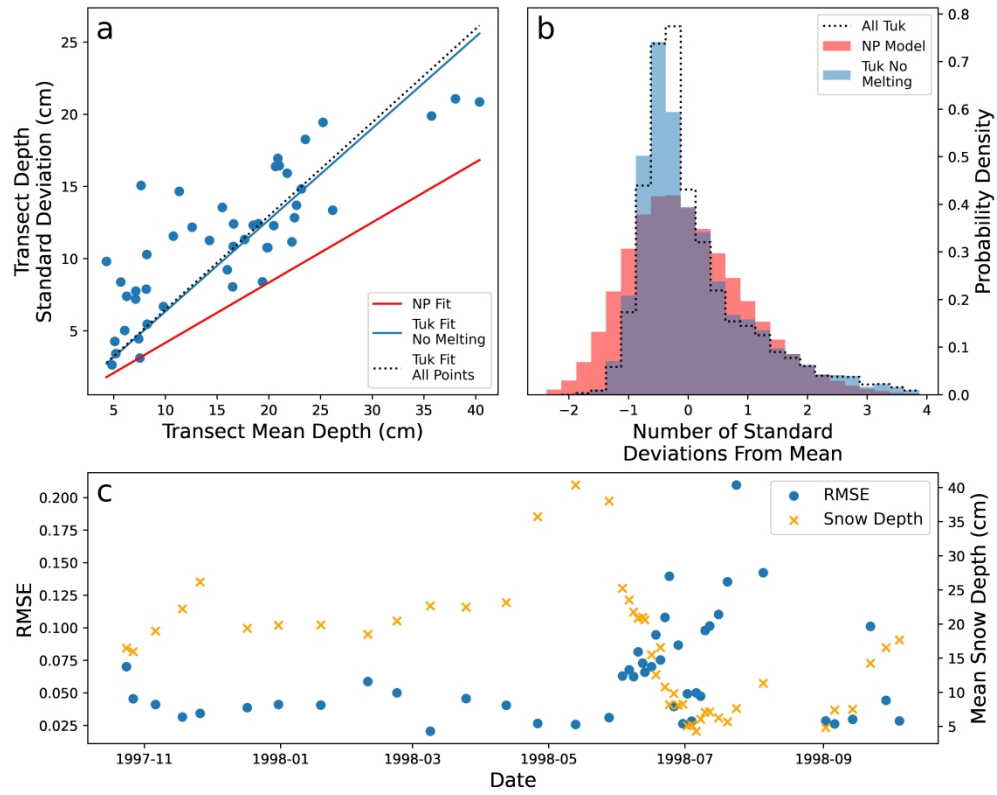 a
Transect Depth
Standard Deviation (cm)
25
20
15
10
5
NP Fit
Tuk Fit
No Melting
Tuk Fit
All Points
5 10 15 20 25 30 35 40
Transect Mean Depth (cm)
b
All Tuk
NP Model
Tuk No
Melting
0.8
0.7
0.6
0.5
0.4
0.3
0.2
0.1
0.0
Probability Density
−2 −1 0 1 2 3 4
Number of Standard
Deviations From Mean
c
RMSE
0.200
0.175
0.150
0.125
0.100
0.075
0.050
0.025
RMSE
Snow Depth
40
35
30
25
20
15
10
5
Mean Snow Depth (cm)
1997-11 1998-01 1998-03 1998-05 1998-07 1998-09
Date